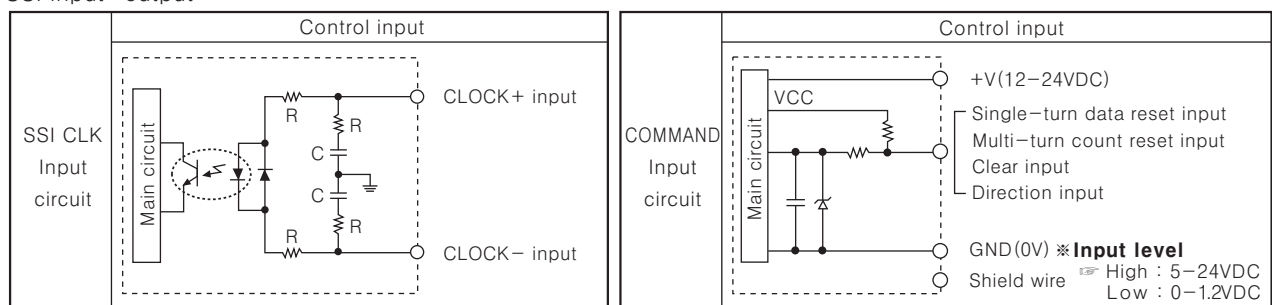 Control input
SSI CLK
Input
circuit
Main circuit
R
R
C
C
R
R
CLOCK+ input
CLOCK− input
Control input
COMMAND
Input
circuit
Main circuit
VCC
+V(12−24VDC)
Single−turn data reset input
Multi−turn count reset input
Clear input
Direction input
GND(0V) ※Input level
Shield wire ☞ High : 5−24VDC
Low : 0−1.2VDC